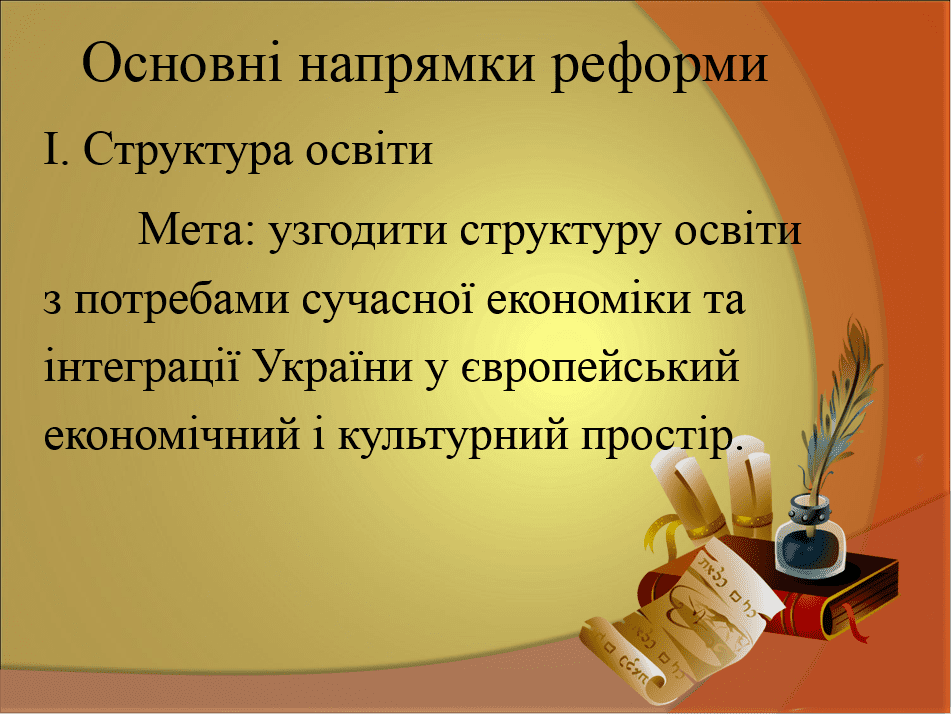 Основні напрямки реформи
І. Структура освіти
Мета: узгодити структуру освіти
з потребами сучасної економіки та
інтеграції України у європейський
економічний і культурний простір.